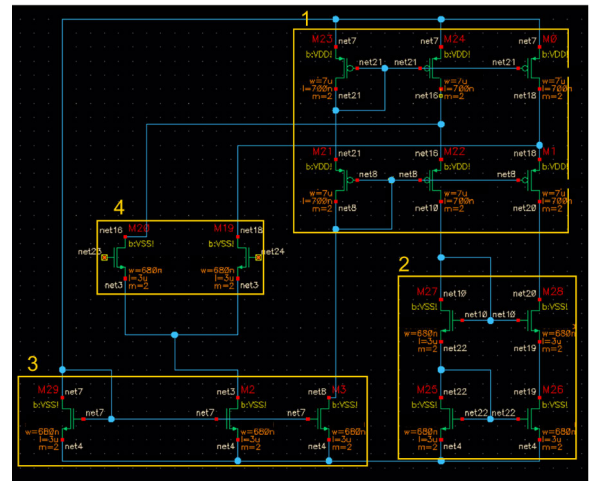 1
M23 net7
b:VDD!
w=7u
l=700n
m=2
net21
net21
M24
net7
b:VDD!
net21
w=7u
l=700n
m=2
net16
M0
net7
b:VDD!
net21
w=7u
l=700n
m=2
net18
M21
net21
b:VDD!
net8
w=7u
l=700n
m=2
net8
M22
net16
b:VDD!
net8
w=7u
l=700n
m=2
net10
net18
M1
b:VDD!
net8
w=7u
l=700n
m=2
net20
4
net16
M20
b:VSS!
net23
w=680n
l=3u
m=2
net3
M19
net18
b:VSS!
net24
w=680n
l=3u
m=2
net3
2
M27
net10
b:VSS!
net10
w=680n
l=3u
m=2
net22
net20
M28
b:VSS!
net10
w=680n
l=3u
m=2
net19
M25
net22
b:VSS!
net22
w=680n
l=3u
m=2
net4
net19
M26
b:VSS!
net22
w=680n
l=3u
m=2
net4
3
M29
net7
b:VSS!
net7
w=680n
l=3u
m=2
net4
net3
M2
b:VSS!
net7
w=680n
l=3u
m=2
net4
net8
M3
b:VSS!
net7
w=680n
l=3u
m=2
net4